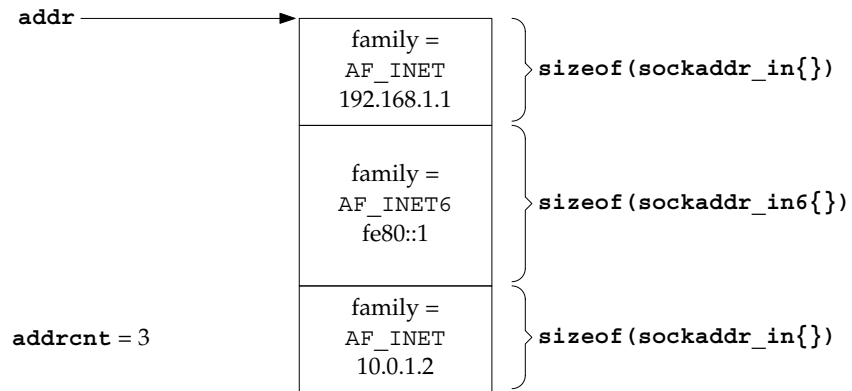 addr
family =
AF_INET
192.168.1.1
sizeof(sockaddr_in{})
family =
AF_INET6
fe80::1
sizeof(sockaddr_in6{})
addrcnt = 3
family =
AF_INET
10.0.1.2
sizeof(sockaddr_in{})